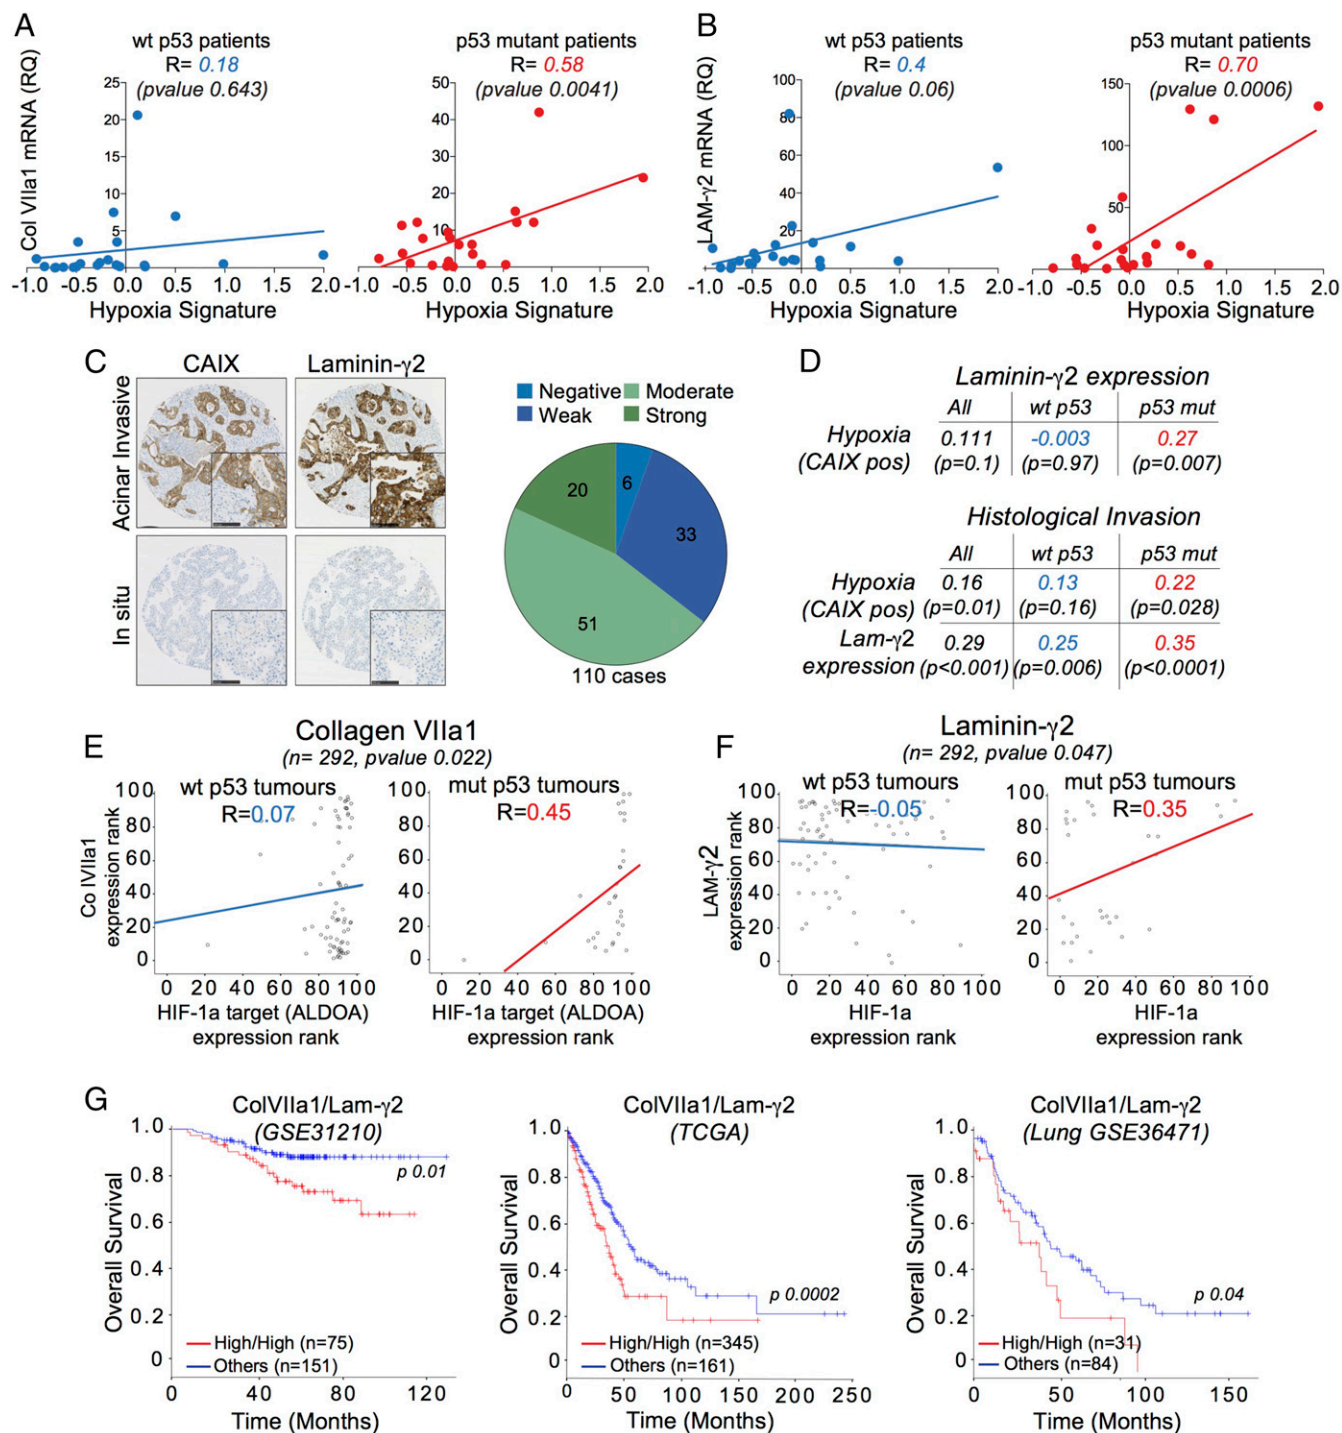 A
wt p53 patients
R= 0.18
(pvalue 0.643)
Col VIIa1 mRNA (RQ)
25
20
15
10
5
0
-1.0 -0.5 0.0 0.5 1.0 1.5 2.0
Hypoxia Signature
p53 mutant patients
R= 0.58
(pvalue 0.0041)
50
40
30
20
10
0
-1.0 -0.5 0.0 0.5 1.0 1.5 2.0
Hypoxia Signature
B
wt p53 patients
R= 0.4
(pvalue 0.06)
LAM-γ2 mRNA (RQ)
100
80
60
40
20
0
-1.0 -0.5 0.0 0.5 1.0 1.5 2.0
Hypoxia Signature
p53 mutant patients
R= 0.70
(pvalue 0.0006)
150
100
50
0
-1.0 -0.5 0.0 0.5 1.0 1.5 2.0
Hypoxia Signature
C
CAIX Laminin-γ2
Acinar Invasive
In situ
Negative Moderate
Weak Strong
6
20
33
51
110 cases
D
Laminin-γ2 expression
All wt p53 p53 mut
Hypoxia 0.111 -0.003 0.27
(CAIX pos) (p=0.1) (p=0.97) (p=0.007)
Histological Invasion
All wt p53 p53 mut
Hypoxia 0.16 0.13 0.22
(CAIX pos) (p=0.01) (p=0.16) (p=0.028)
Lam-γ2 0.29 0.25 0.35
expression (p<0.001) (p=0.006) (p<0.0001)
E
Collagen VIIa1
(n= 292, pvalue 0.022)
wt p53 tumours
R=0.07
Co lVIIa1
expression rank
100
80
60
40
20
0
0 20 40 60 80 100
HIF-1a target (ALDOA)
expression rank
mut p53 tumours
R=0.45
100
80
60
40
20
0
0 20 40 60 80 100
HIF-1a target (ALDOA)
expression rank
F
Laminin-γ2
(n= 292, pvalue 0.047)
wt p53 tumours
R=-0.05
LAM-γ2
expression rank
100
80
60
40
20
0
0 20 40 60 80 100
HIF-1a
expression rank
mut p53 tumours
R=0.35
100
80
60
40
20
0
0 20 40 60 80 100
HIF-1a
expression rank
G
ColVIIa1/Lam-γ2
(GSE31210)
Overall Survival
1.0
0.8
0.6
0.4
0.2
0
p 0.01
High/High (n=75)
Others (n=151)
0 40 80 120
Time (Months)
ColVIIa1/Lam-γ2
(TCGA)
Overall Survival
1.0
0.8
0.6
0.4
0.2
0
p 0.0002
High/High (n=345)
Others (n=161)
0 50 100 150 200 250
Time (Months)
ColVIIa1/Lam-γ2
(Lung GSE36471)
Overall Survival
1.0
0.8
0.6
0.4
0.2
0
p 0.04
High/High (n=31)
Others (n=84)
0 50 100 150
Time (Months)